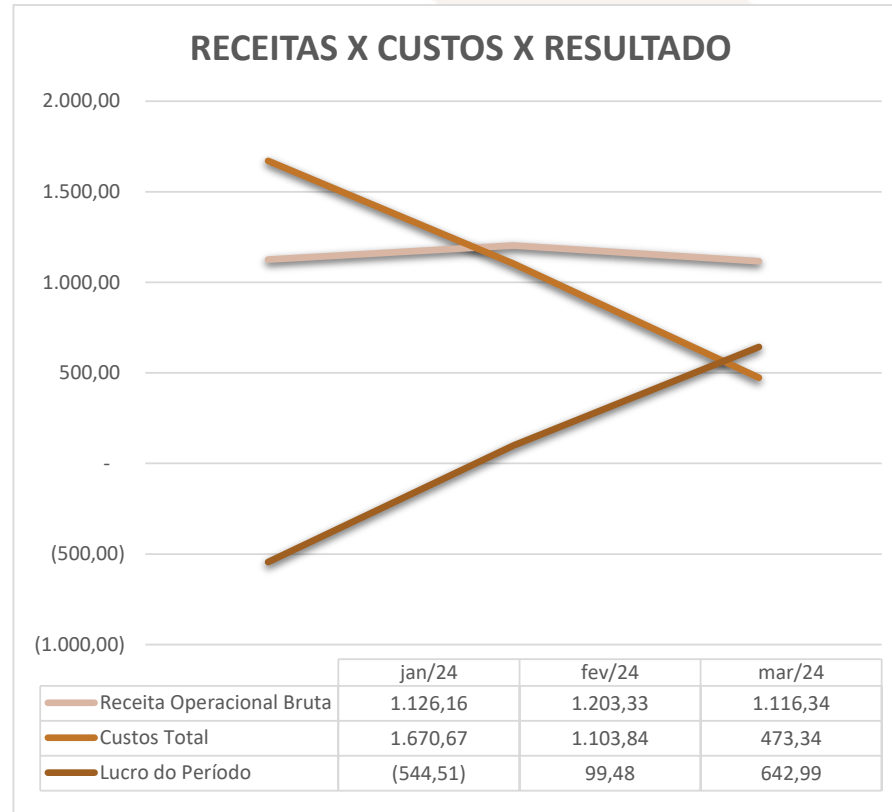 RECEITAS X CUSTOS X RESULTADO
2.000,00
1.500,00
1.000,00
500,00
-
(500,00)
(1.000,00)
jan/24 fev/24 mar/24
Receita Operacional Bruta 1.126,16 1.203,33 1.116,34
Custos Total 1.670,67 1.103,84 473,34
Lucro do Período (544,51) 99,48 642,99